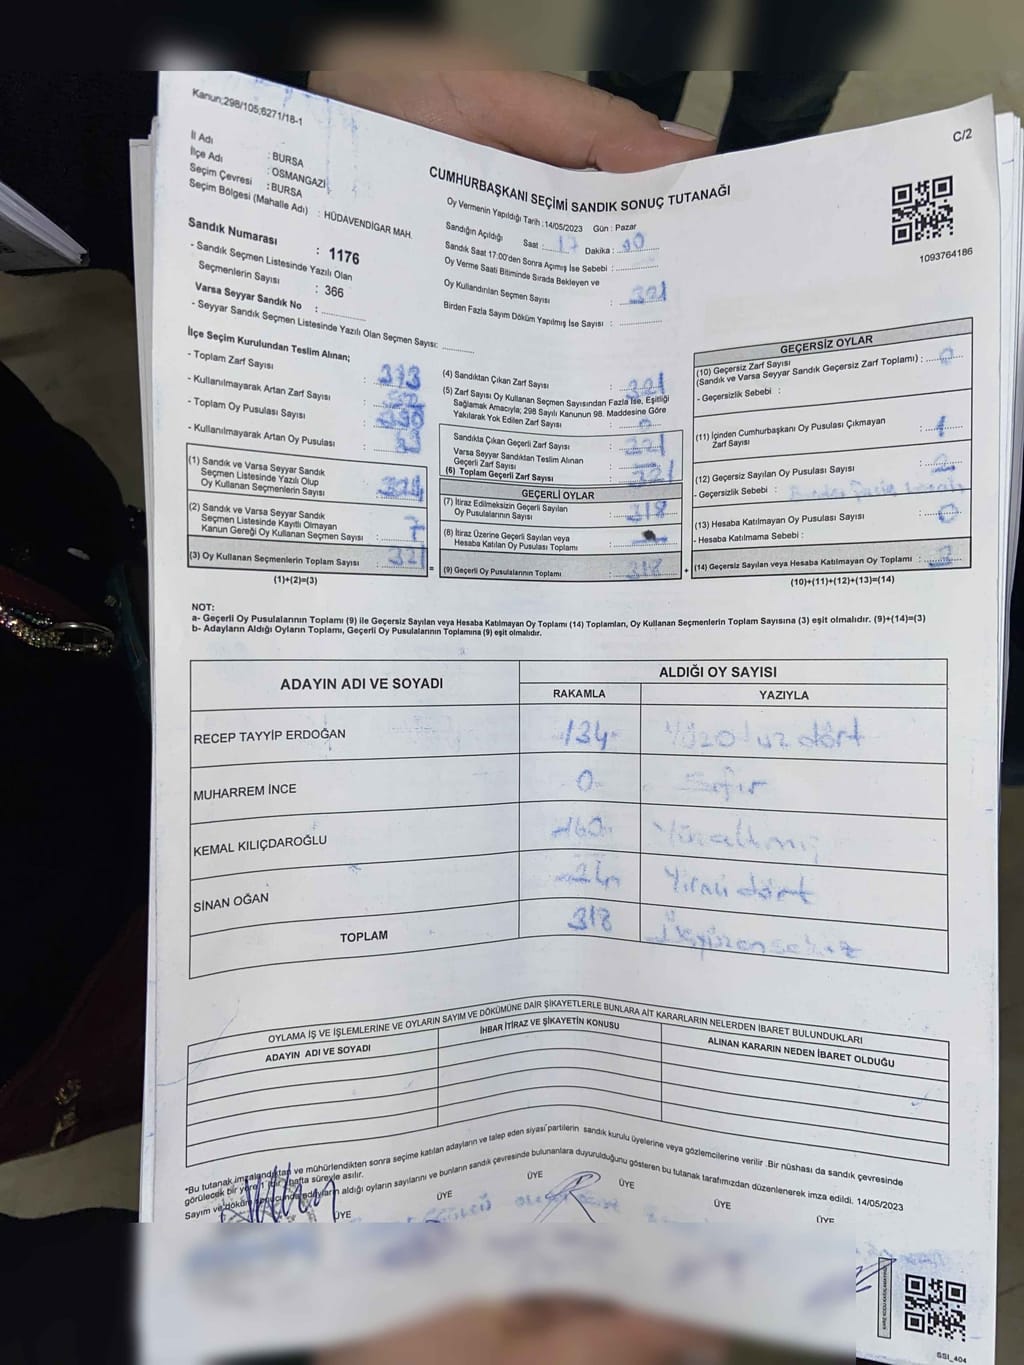 Kanun;298/105;6271/18-1
C/2
İl Adı : BURSA
İlçe Adı : OSMANGAZİ
Seçim Çevresi : BURSA
Seçim Bölgesi (Mahalle Adı) : HÜDAVENDİGAR MAH.
CUMHURBAŞKANI SEÇİMİ SANDIK SONUÇ TUTANAĞI
1093764186
Sandık Numarası : 1176
- Sandık Seçmen Listesinde Yazılı Olan
Seçmenlerin Sayısı : 366
Varsa Seyyar Sandık No :
- Seyyar Sandık Seçmen Listesinde Yazılı Olan Seçmen Sayısı:
Oy Vermenin Yapıldığı Tarih :14/05/2023 Gün : Pazar
Sandığın Açıldığı Saat : 17 Dakika : 00
Sandık Saat 17.00'den Sonra Açımış İse Sebebi :
Oy Verme Saati Bitiminde Sırada Bekleyen ve
Oy Kullandırılan Seçmen Sayısı : 321
Birden Fazla Sayım Döküm Yapılmış İse Sayısı :
İlçe Seçim Kurulundan Teslim Alınan;
- Toplam Zarf Sayısı : 373
- Kullanılmayarak Artan Zarf Sayısı :
- Toplam Oy Pusulası Sayısı :
- Kullanılmayarak Artan Oy Pusulası :
(1) Sandık ve Varsa Seyyar Sandık
Seçmen Listesinde Yazılı Olup
Oy Kullanan Seçmenlerin Sayısı : 314
(2) Sandık ve Varsa Seyyar Sandık
Seçmen Listesinde Kayıtlı Olmayan
Kanun Gereği Oy Kullanan Seçmen Sayısı : 7
(3) Oy Kullanan Seçmenlerin Toplam Sayısı : 321
(1)+(2)=(3)
(4) Sandıktan Çıkan Zarf Sayısı : 321
(5) Zarf Sayısı Oy Kullanan Seçmen Sayısından Fazla İse, Eşitliği
Sağlamak Amacıyla; 298 Sayılı Kanunun 98. Maddesine Göre
Yakılarak Yok Edilen Zarf Sayısı : 0
Sandıkta Çıkan Geçerli Zarf Sayısı : 321
Varsa Seyyar Sandıktan Teslim Alınan
Geçerli Zarf Sayısı :
(6) Toplam Geçerli Zarf Sayısı : 321
GEÇERLİ OYLAR
(7) İtiraz Edilmeksizin Geçerli Sayılan
Oy Pusulalarının Sayısı : 318
(8) İtiraz Üzerine Geçerli Sayılan veya
Hesaba Katılan Oy Pusulası Toplamı :
(9) Geçerli Oy Pusulalarının Toplamı : 318
GEÇERSİZ OYLAR
(10) Geçersiz Zarf Sayısı
(Sandık ve Varsa Seyyar Sandık Geçersiz Zarf Toplamı) : 0
- Geçersizlik Sebebi :
(11) İçinden Cumhurbaşkanı Oy Pusulası Çıkmayan
Zarf Sayısı : 1
(12) Geçersiz Sayılan Oy Pusulası Sayısı : 2
- Geçersizlik Sebebi :
(13) Hesaba Katılmayan Oy Pusulası Sayısı : 0
- Hesaba Katılmama Sebebi :
(14) Geçersiz Sayılan veya Hesaba Katılmayan Oy Toplamı : 3
(10)+(11)+(12)+(13)=(14)
NOT:
a- Geçerli Oy Pusulalarının Toplamı (9) ile Geçersiz Sayılan veya Hesaba Katılmayan Oy Toplamı (14) Toplamları, Oy Kullanan Seçmenlerin Toplam Sayısına (3) eşit olmalıdır. (9)+(14)=(3)
b- Adayların Aldığı Oyların Toplamı, Geçerli Oy Pusulalarının Toplamına (9) eşit olmalıdır.
ADAYIN ADI VE SOYADI ALDIĞI OY SAYISI
RAKAMLA YAZIYLA
RECEP TAYYİP ERDOĞAN 134 Yüzotuz dört
MUHARREM İNCE 0 Sıfır
KEMAL KILIÇDAROĞLU 160 Yüzaltmış
SİNAN OĞAN 24 Yirmi dört
TOPLAM 318 Üçyüzonsekiz
OYLAMA İŞ VE İŞLEMLERİNE VE OYLARIN SAYIM VE DÖKÜMÜNE DAİR ŞİKAYETLERLE BUNLARA AİT KARARLARIN NELERDEN İBARET BULUNDUKLARI
ADAYIN ADI VE SOYADI İHBAR İTİRAZ VE ŞİKAYETİN KONUSU ALINAN KARARIN NEDEN İBARET OLDUĞU
*Bu tutanak imzalandıktan ve mühürlendikten sonra seçime katılan adayların ve talep eden siyasi partilerin sandık kurulu üyelerine veya gözlemcilerine verilir .Bir nüshası da sandık çevresinde
görülecek bir yere 1 hafta süreyle asılır.
Sayım ve döküm sonucunda adayların aldığı oyların sayılarını ve bunların sandık çevresinde bulunanlara duyurulduğunu gösteren bu tutanak tarafımızdan düzenlenerek imza edildi. 14/05/2023
ÜYE ÜYE ÜYE ÜYE ÜYE ÜYE
SSİ_404